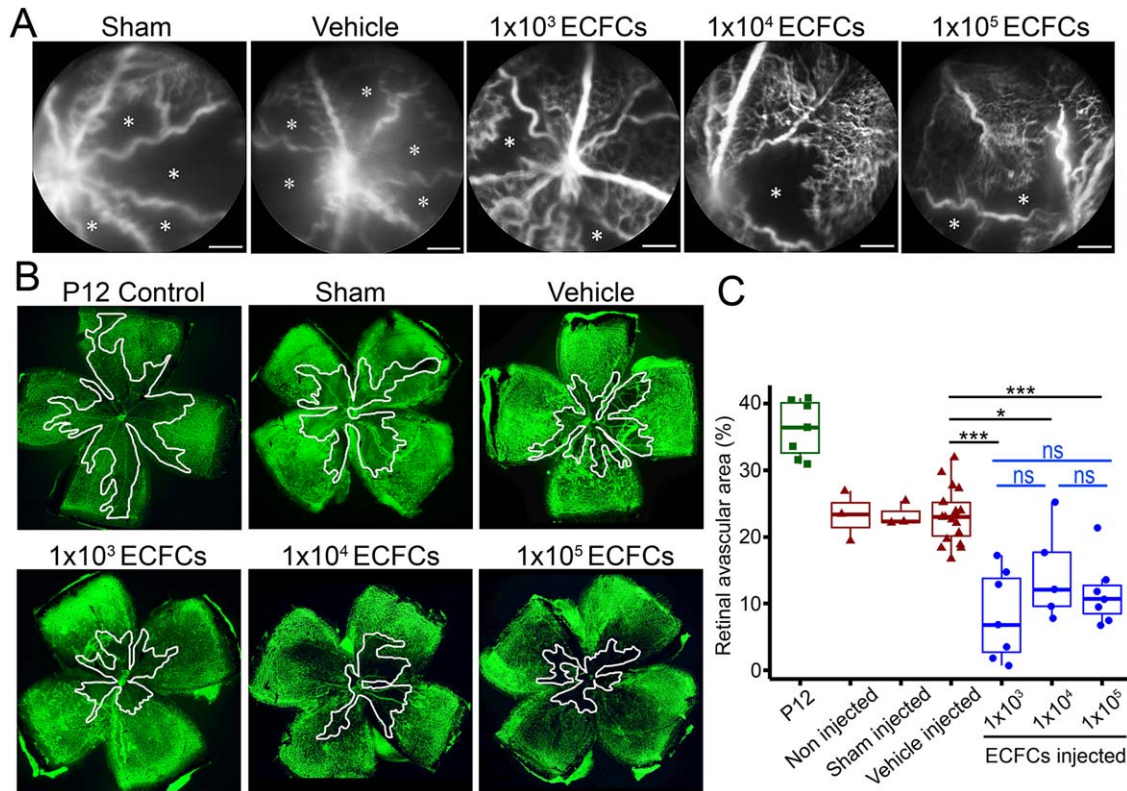 A
Sham Vehicle 1x10³ ECFCs 1x10⁴ ECFCs 1x10⁵ ECFCs
* * * * * * * * * * * * * *
B
P12 Control Sham Vehicle
1x10³ ECFCs 1x10⁴ ECFCs 1x10⁵ ECFCs
C
Retinal avascular area (%)
40
30
20
10
0
***
*
***
ns
ns ns
P12 Non injected Sham injected Vehicle injected 1x10³ 1x10⁴ 1x10⁵
ECFCs injected